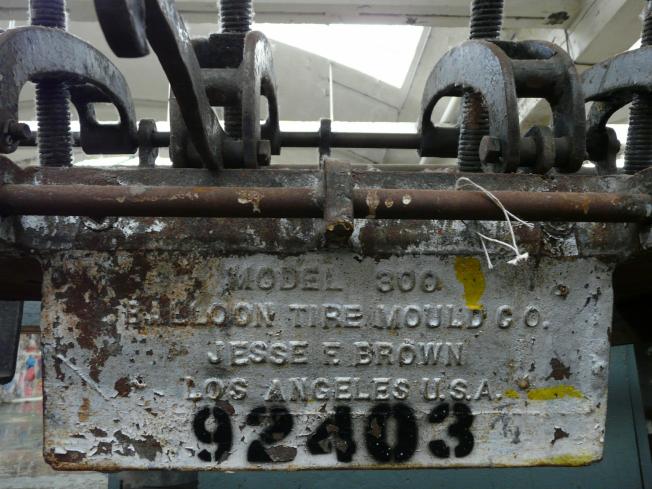 MODEL 300
BALLOON TIRE MOULD CO.
JESSE F. BROWN
LOS ANGELES U.S.A.
92403